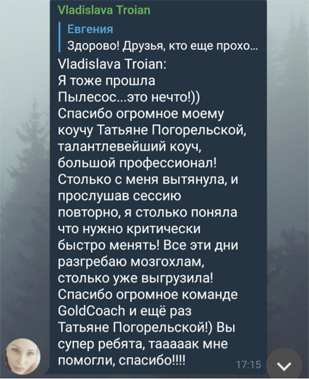 Vladislava Troian
Евгения
Здорово! Друзья, кто еще прохо...
Vladislava Troian:
Я тоже прошла
Пылесос...это нечто!))
Спасибо огромное моему
коучу Татьяне Погорельской,
талантлевейший коуч,
большой профессионал!
Столько с меня вытянула, и
прослушав сессию
повторно, я столько поняла
что нужно критически
быстро менять! Все эти дни
разгребаю мозгохлам,
столько уже выгрузила!
Спасибо огромное команде
GoldCoach и ещё раз
Татьяне Погорельской!) Вы
супер ребята, тааааак мне
помогли, спасибо!!!!
17:15